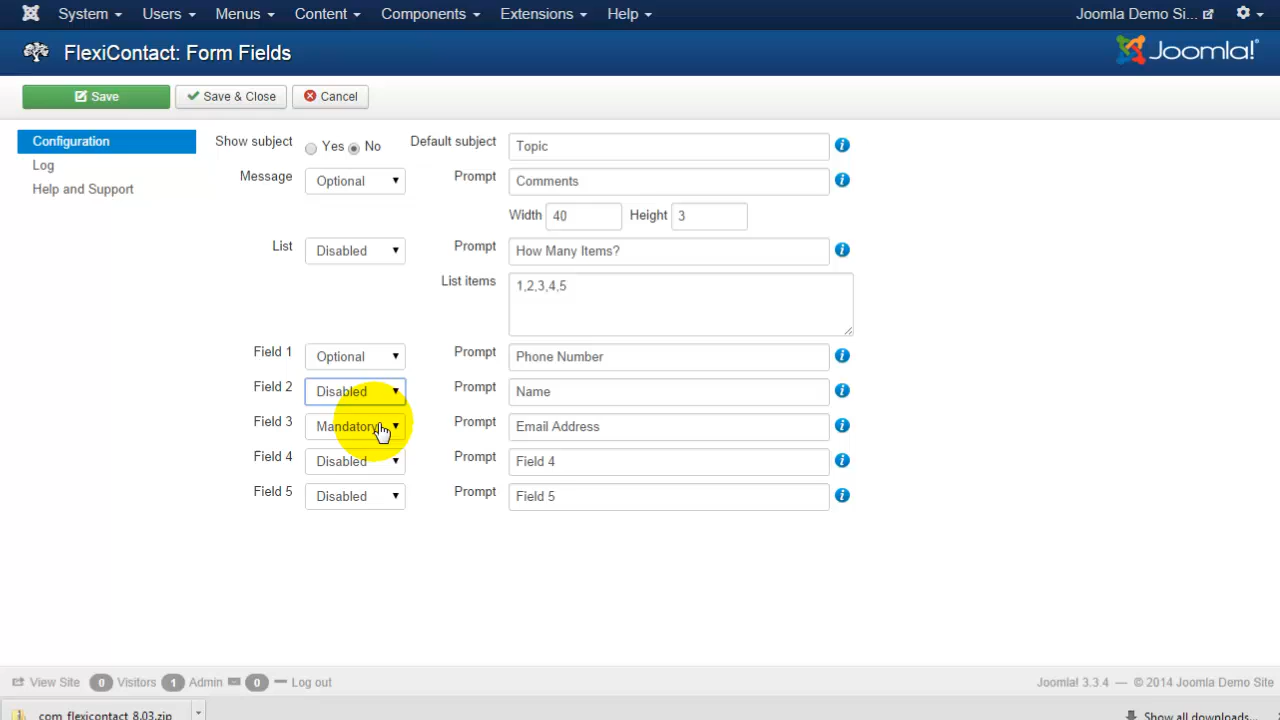 System Users Menus Content Components Extensions Help Joomla Demo Si...
FlexiContact: Form Fields Joomla!®
Save Save & Close Cancel
Configuration
Log
Help and Support
Show subject Yes No Default subject Topic
Message Optional Prompt Comments
Width 40 Height 3
List Disabled Prompt How Many Items?
List items 1,2,3,4,5
Field 1 Optional Prompt Phone Number
Field 2 Disabled Prompt Name
Field 3 Mandatory Prompt Email Address
Field 4 Disabled Prompt Field 4
Field 5 Disabled Prompt Field 5
View Site 0 Visitors 1 Admin 0 Log out Joomla! 3.3.4 — © 2014 Joomla Demo Site
com_flexicontact_8.03.zip Show all downloads...